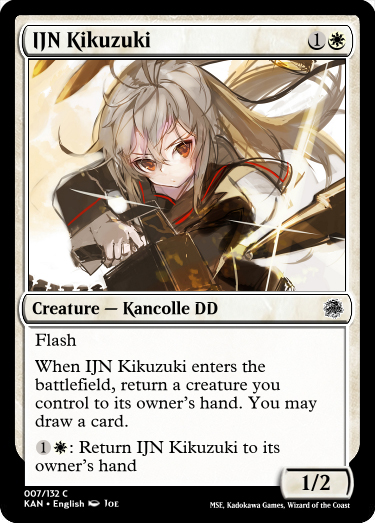 IJN Kikuzuki 1
Creature — Kancolle DD
Flash
When IJN Kikuzuki enters the
battlefield, return a creature you
control to its owner's hand. You may
draw a card.
1 : Return IJN Kikuzuki to its
owner's hand
1/2
007/132 C
KAN • English JOE
MSE, Kadokawa Games, Wizard of the Coast